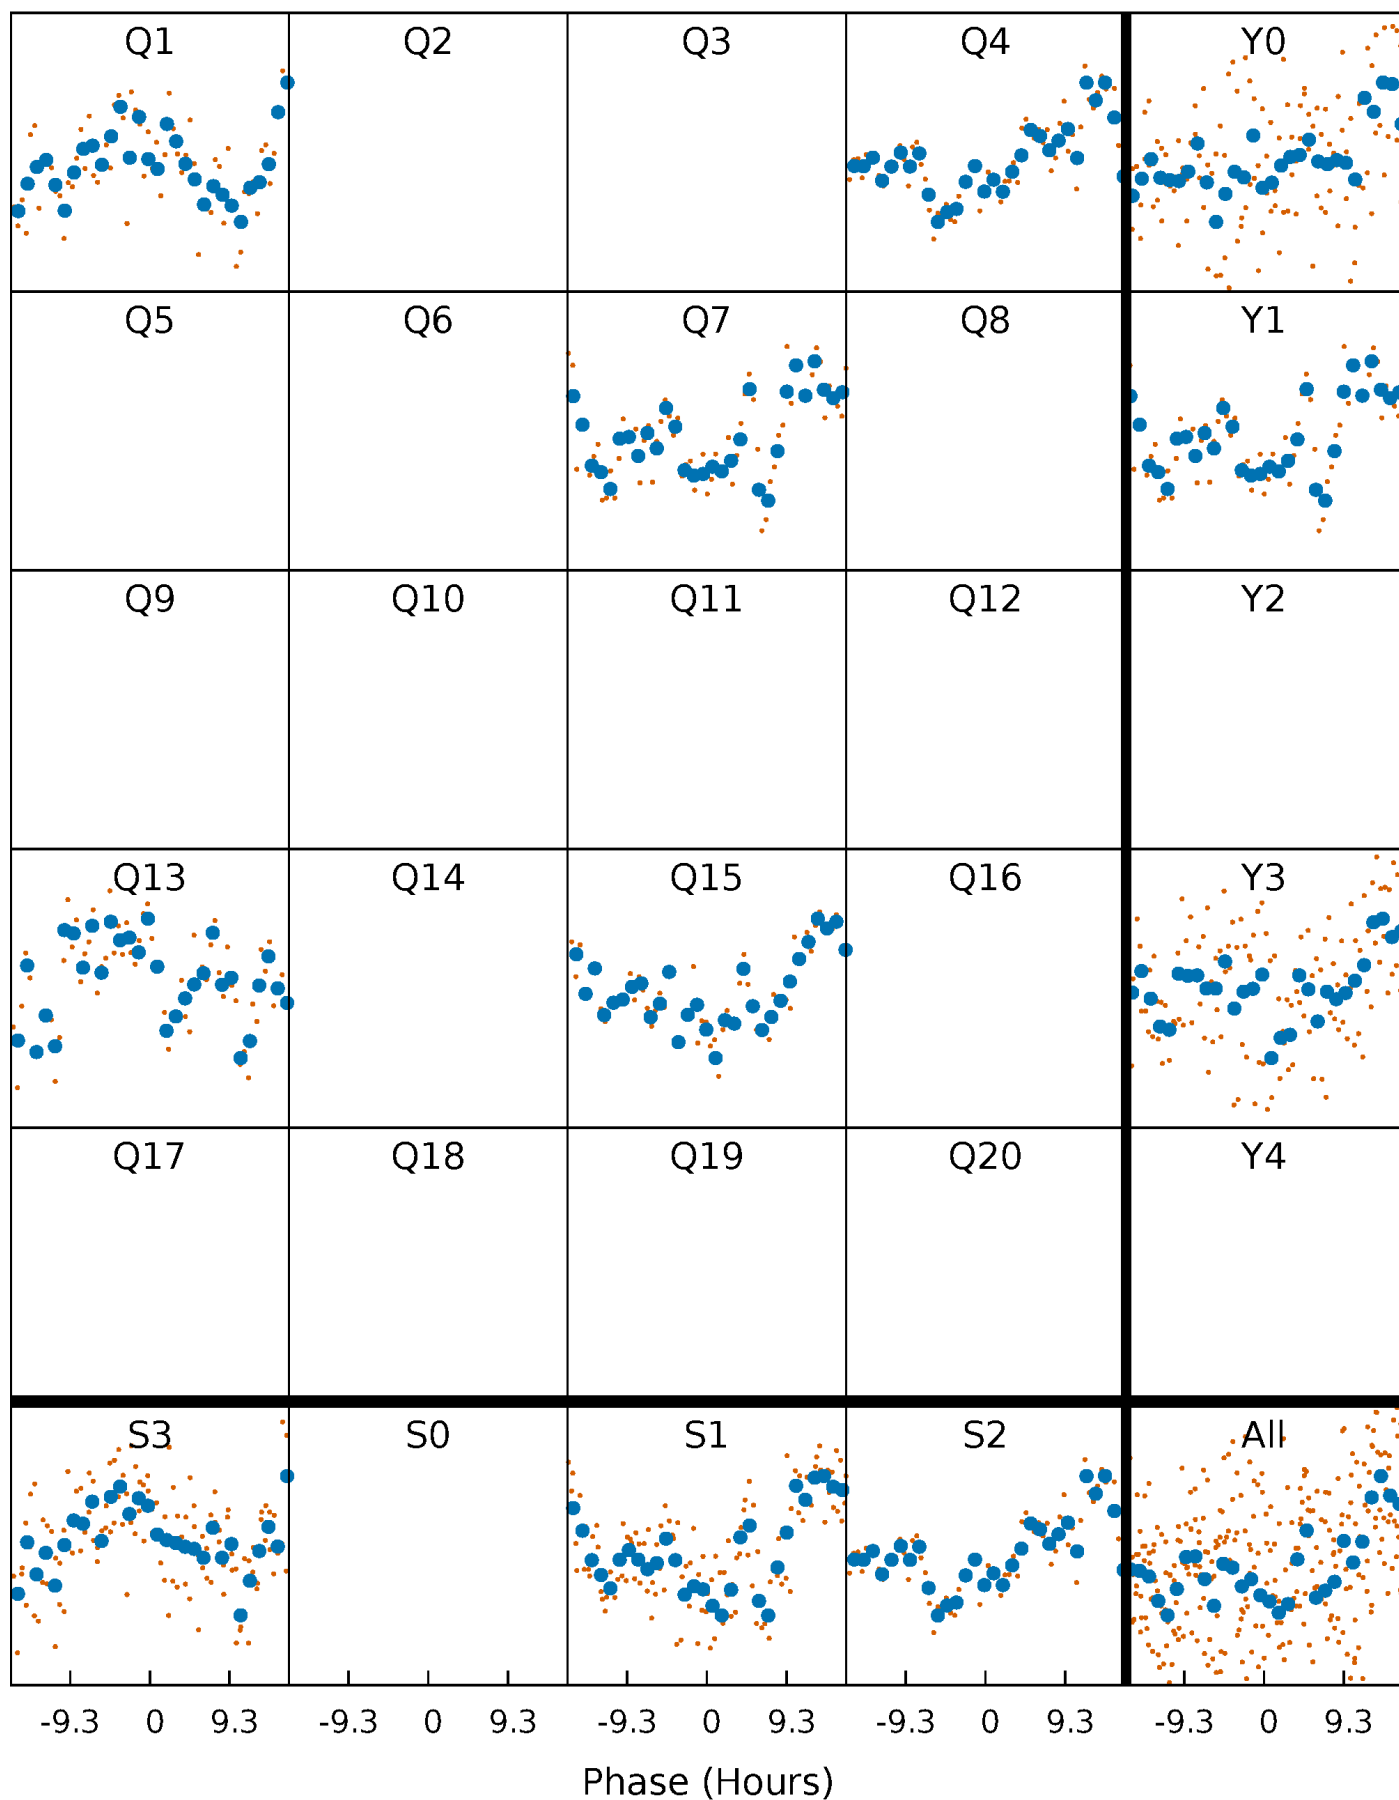 Q1 Q2 Q3 Q4 Y0
Q5 Q6 Q7 Q8 Y1
Q9 Q10 Q11 Q12 Y2
Q13 Q14 Q15 Q16 Y3
Q17 Q18 Q19 Q20 Y4
S3 S0 S1 S2 All
-9.3 0 9.3 -9.3 0 9.3 -9.3 0 9.3 -9.3 0 9.3 -9.3 0 9.3
Phase (Hours)